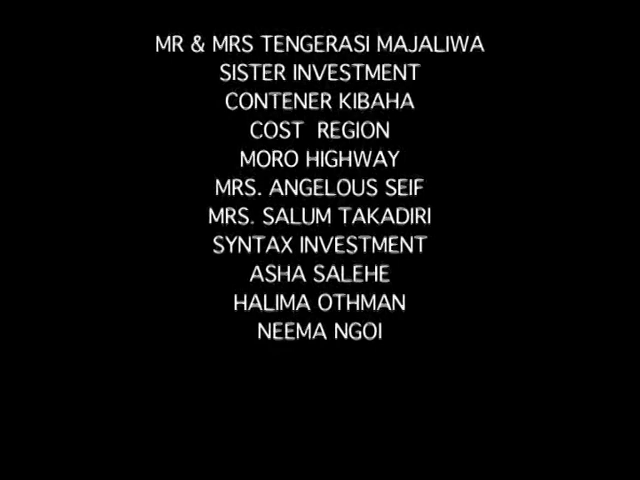 MR & MRS TENGERASI MAJALIWA
SISTER INVESTMENT
CONTENER KIBAHA
COST REGION
MORO HIGHWAY
MRS. ANGELOUS SEIF
MRS. SALUM TAKADIRI
SYNTAX INVESTMENT
ASHA SALEHE
HALIMA OTHMAN
NEEMA NGOI